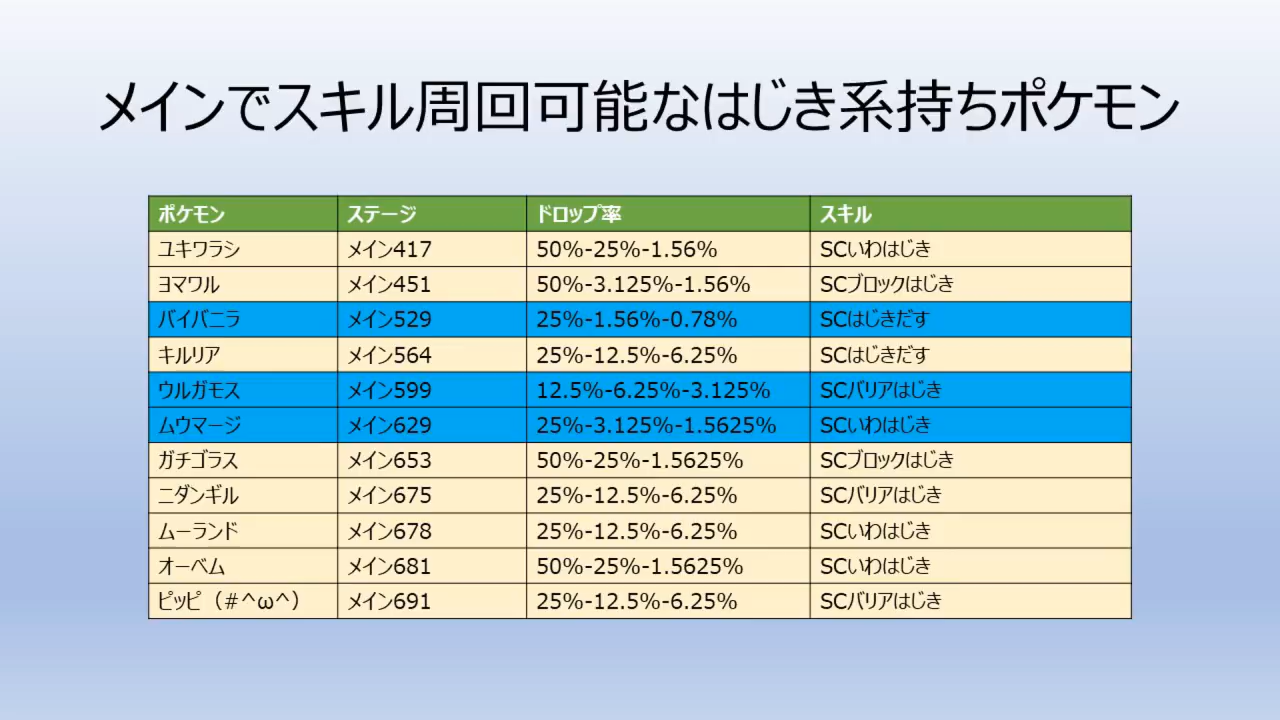 メインでスキル周回可能なはじき系持ちポケモン
ポケモン ステージ ドロップ率 スキル
ユキワラシ メイン417 50%-25%-1.56% SCいわはじき
ヨマワル メイン451 50%-3.125%-1.56% SCブロックはじき
バイバニラ メイン529 25%-1.56%-0.78% SCはじきだす
キルリア メイン564 25%-12.5%-6.25% SCはじきだす
ウルガモス メイン599 12.5%-6.25%-3.125% SCバリアはじき
ムウマージ メイン629 25%-3.125%-1.5625% SCいわはじき
ガチゴラス メイン653 50%-25%-1.5625% SCブロックはじき
ニダンギル メイン675 25%-12.5%-6.25% SCバリアはじき
ムーランド メイン678 25%-12.5%-6.25% SCいわはじき
オーベム メイン681 50%-25%-1.5625% SCいわはじき
ピッピ（#^ω^） メイン691 25%-12.5%-6.25% SCバリアはじき